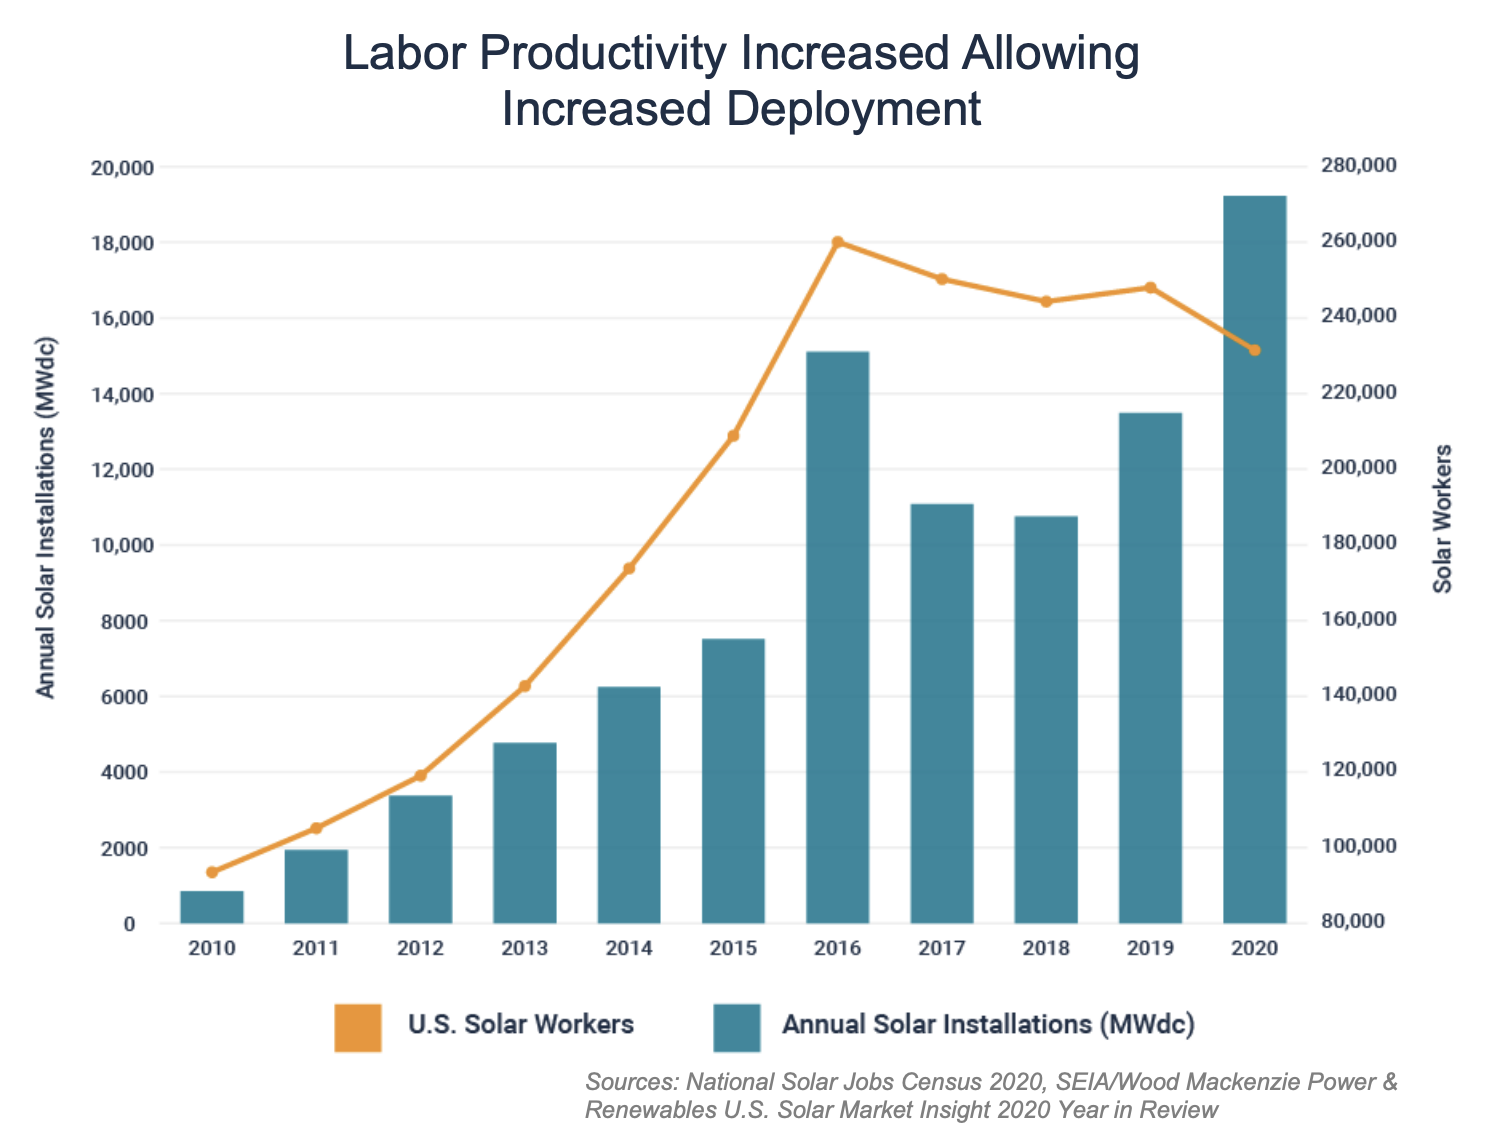 Labor Productivity Increased Allowing
Increased Deployment
Annual Solar Installations (MWdc)
20,000
18,000
16,000
14,000
12,000
10,000
8000
6000
4000
2000
0
280,000
260,000
240,000
220,000
200,000
180,000
160,000
140,000
120,000
100,000
80,000
Solar Workers
2010 2011 2012 2013 2014 2015 2016 2017 2018 2019 2020
U.S. Solar Workers
Annual Solar Installations (MWdc)
Sources: National Solar Jobs Census 2020, SEIA/Wood Mackenzie Power &
Renewables U.S. Solar Market Insight 2020 Year in Review